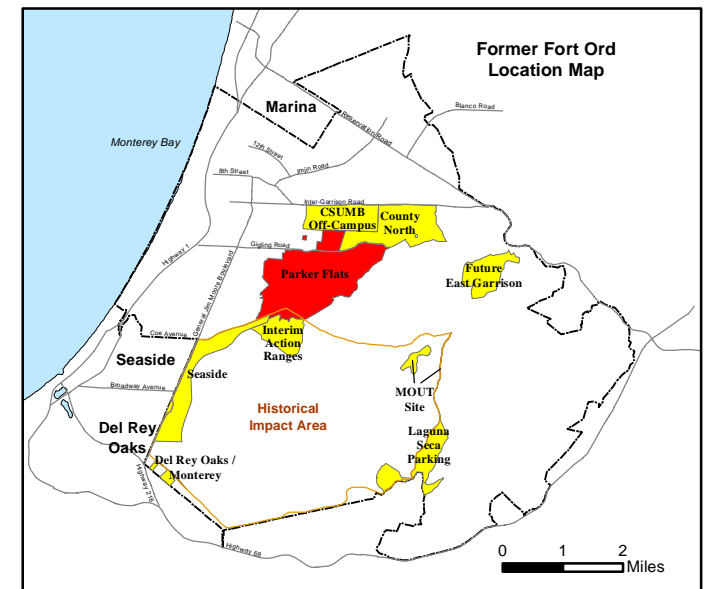 Former Fort Ord
Location Map
Marina
Blanco Road
Reservation Road
Monterey Bay
12th Street
Imjin Road
8th Street
Inter-Garrison Road
CSUMB
Off-Campus
County
North
Gigling Road
Highway 1
General Jim Moore Boulevard
Parker Flats
Future
East Garrison
Coe Avenue
Interim
Action
Ranges
Seaside
Seaside
Broadway Avenue
MOUT
Site
Historical
Impact Area
Del Rey
Oaks
Laguna
Seca
Parking
Del Rey Oaks /
Monterey
Highway 218
Highway 68
0 1 2
Miles